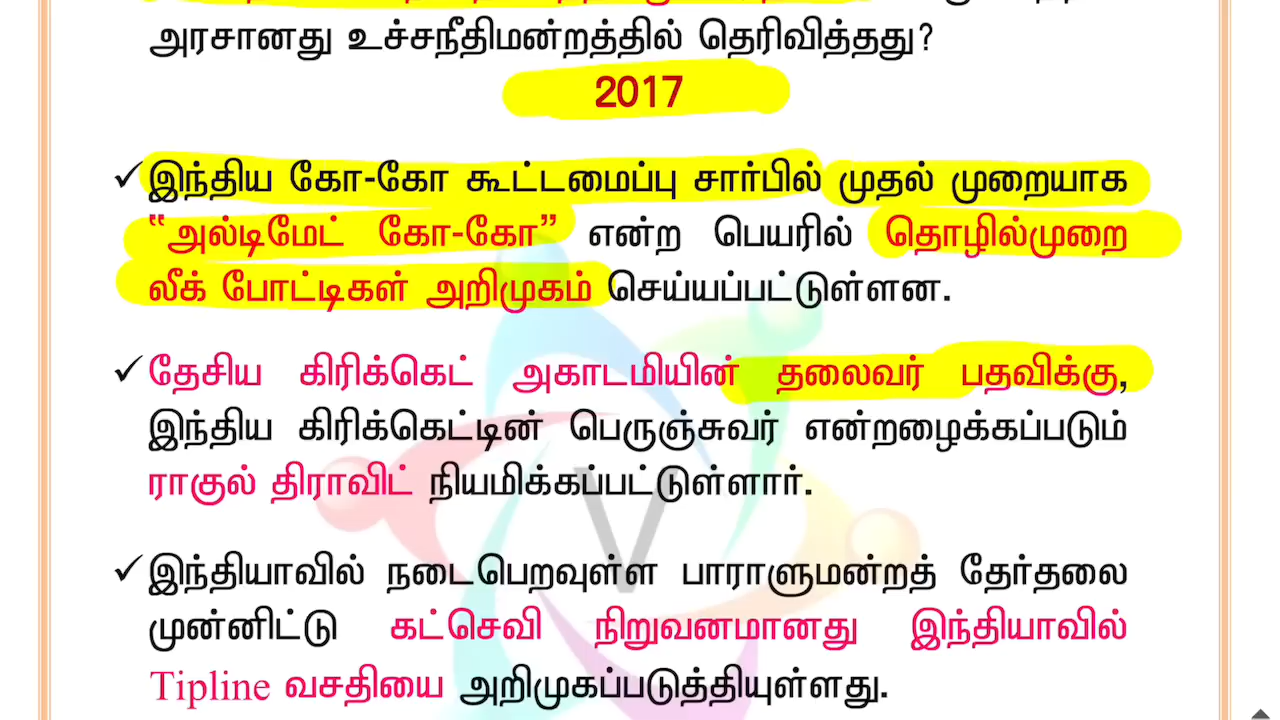 அரசானது உச்சநீதிமன்றத்தில் தெரிவித்தது?
2017
✓இந்திய கோ-கோ கூட்டமைப்பு சார்பில் முதல் முறையாக
“அல்டிமேட் கோ-கோ” என்ற பெயரில் தொழில்முறை
லீக் போட்டிகள் அறிமுகம் செய்யப்பட்டுள்ளன.
✓தேசிய கிரிக்கெட் அகாடமியின் தலைவர் பதவிக்கு,
இந்திய கிரிக்கெட்டின் பெருஞ்சுவர் என்றழைக்கப்படும்
ராகுல் திராவிட் நியமிக்கப்பட்டுள்ளார்.
✓இந்தியாவில் நடைபெறவுள்ள பாராளுமன்றத் தேர்தலை
முன்னிட்டு கட்செவி நிறுவனமானது இந்தியாவில்
Tipline வசதியை அறிமுகப்படுத்தியுள்ளது.
V